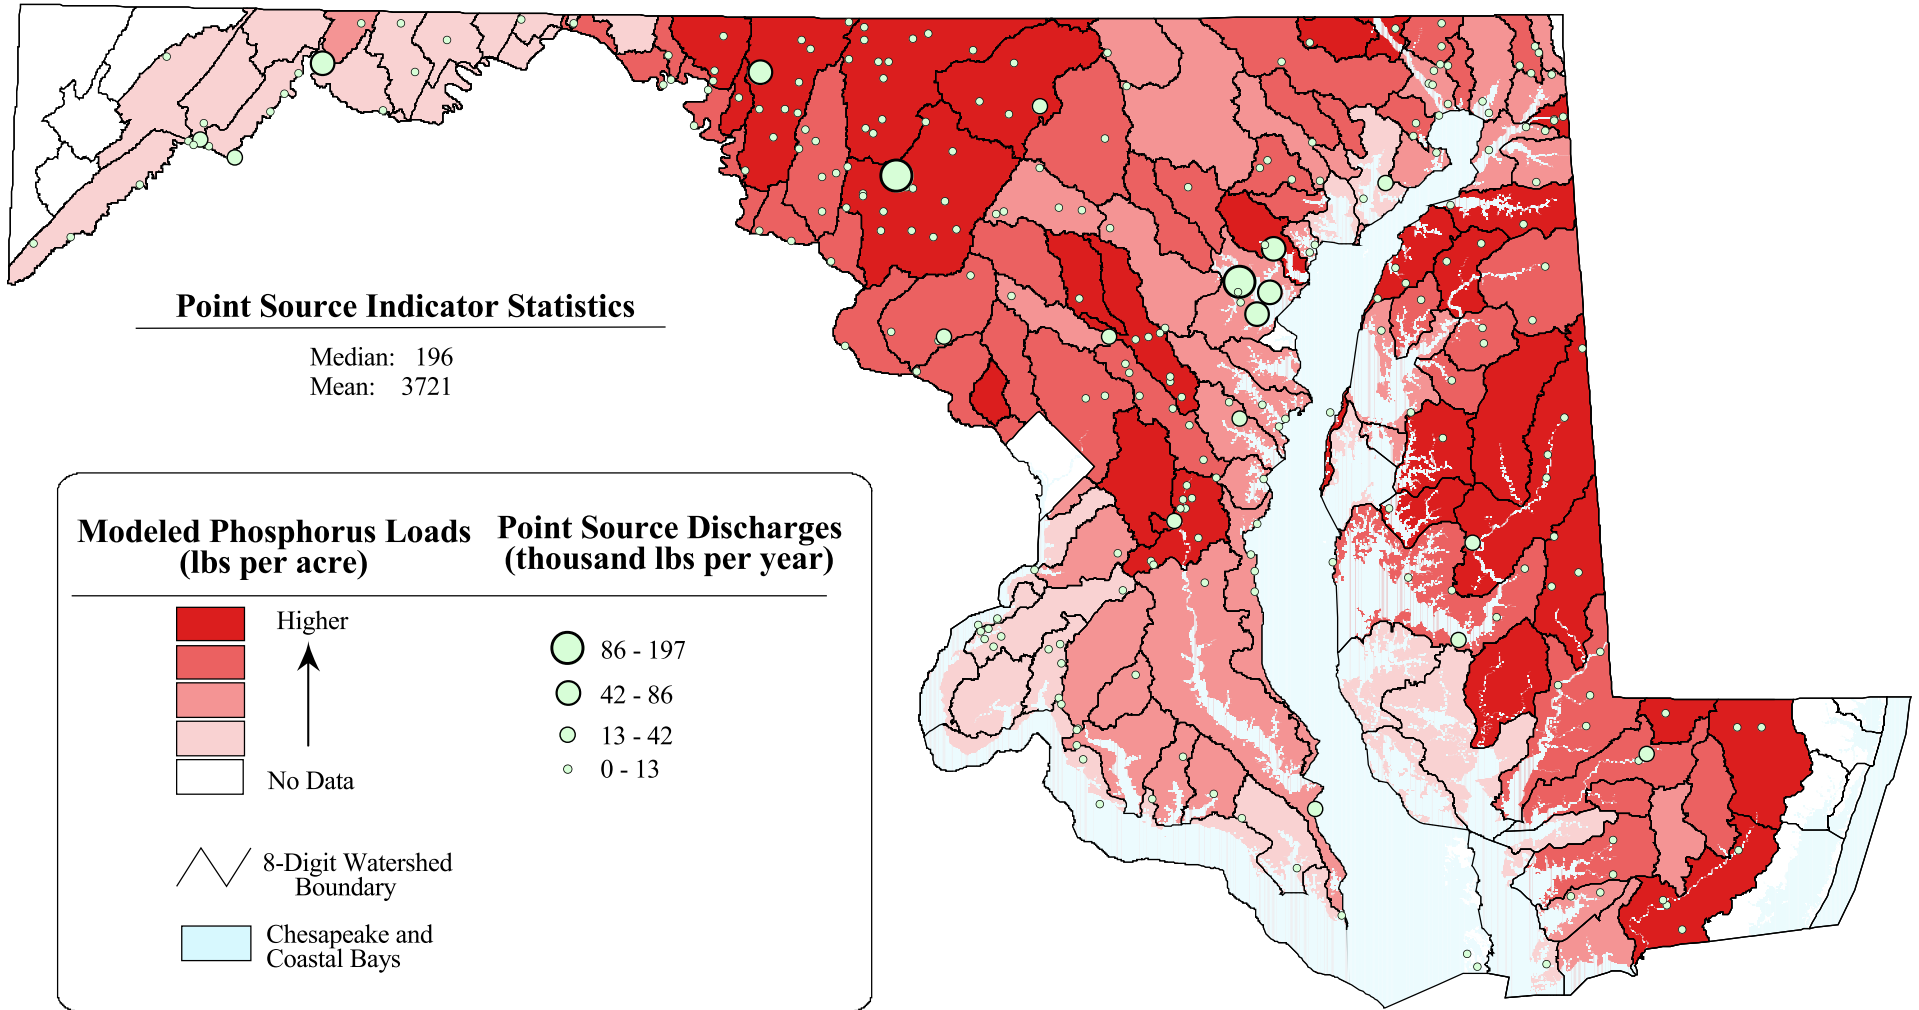 Point Source Indicator Statistics
Median: 196
Mean: 3721
Modeled Phosphorus Loads
(lbs per acre)
Higher
No Data
8-Digit Watershed
Boundary
Chesapeake and
Coastal Bays
Point Source Discharges
(thousand lbs per year)
86 - 197
42 - 86
13 - 42
0 - 13